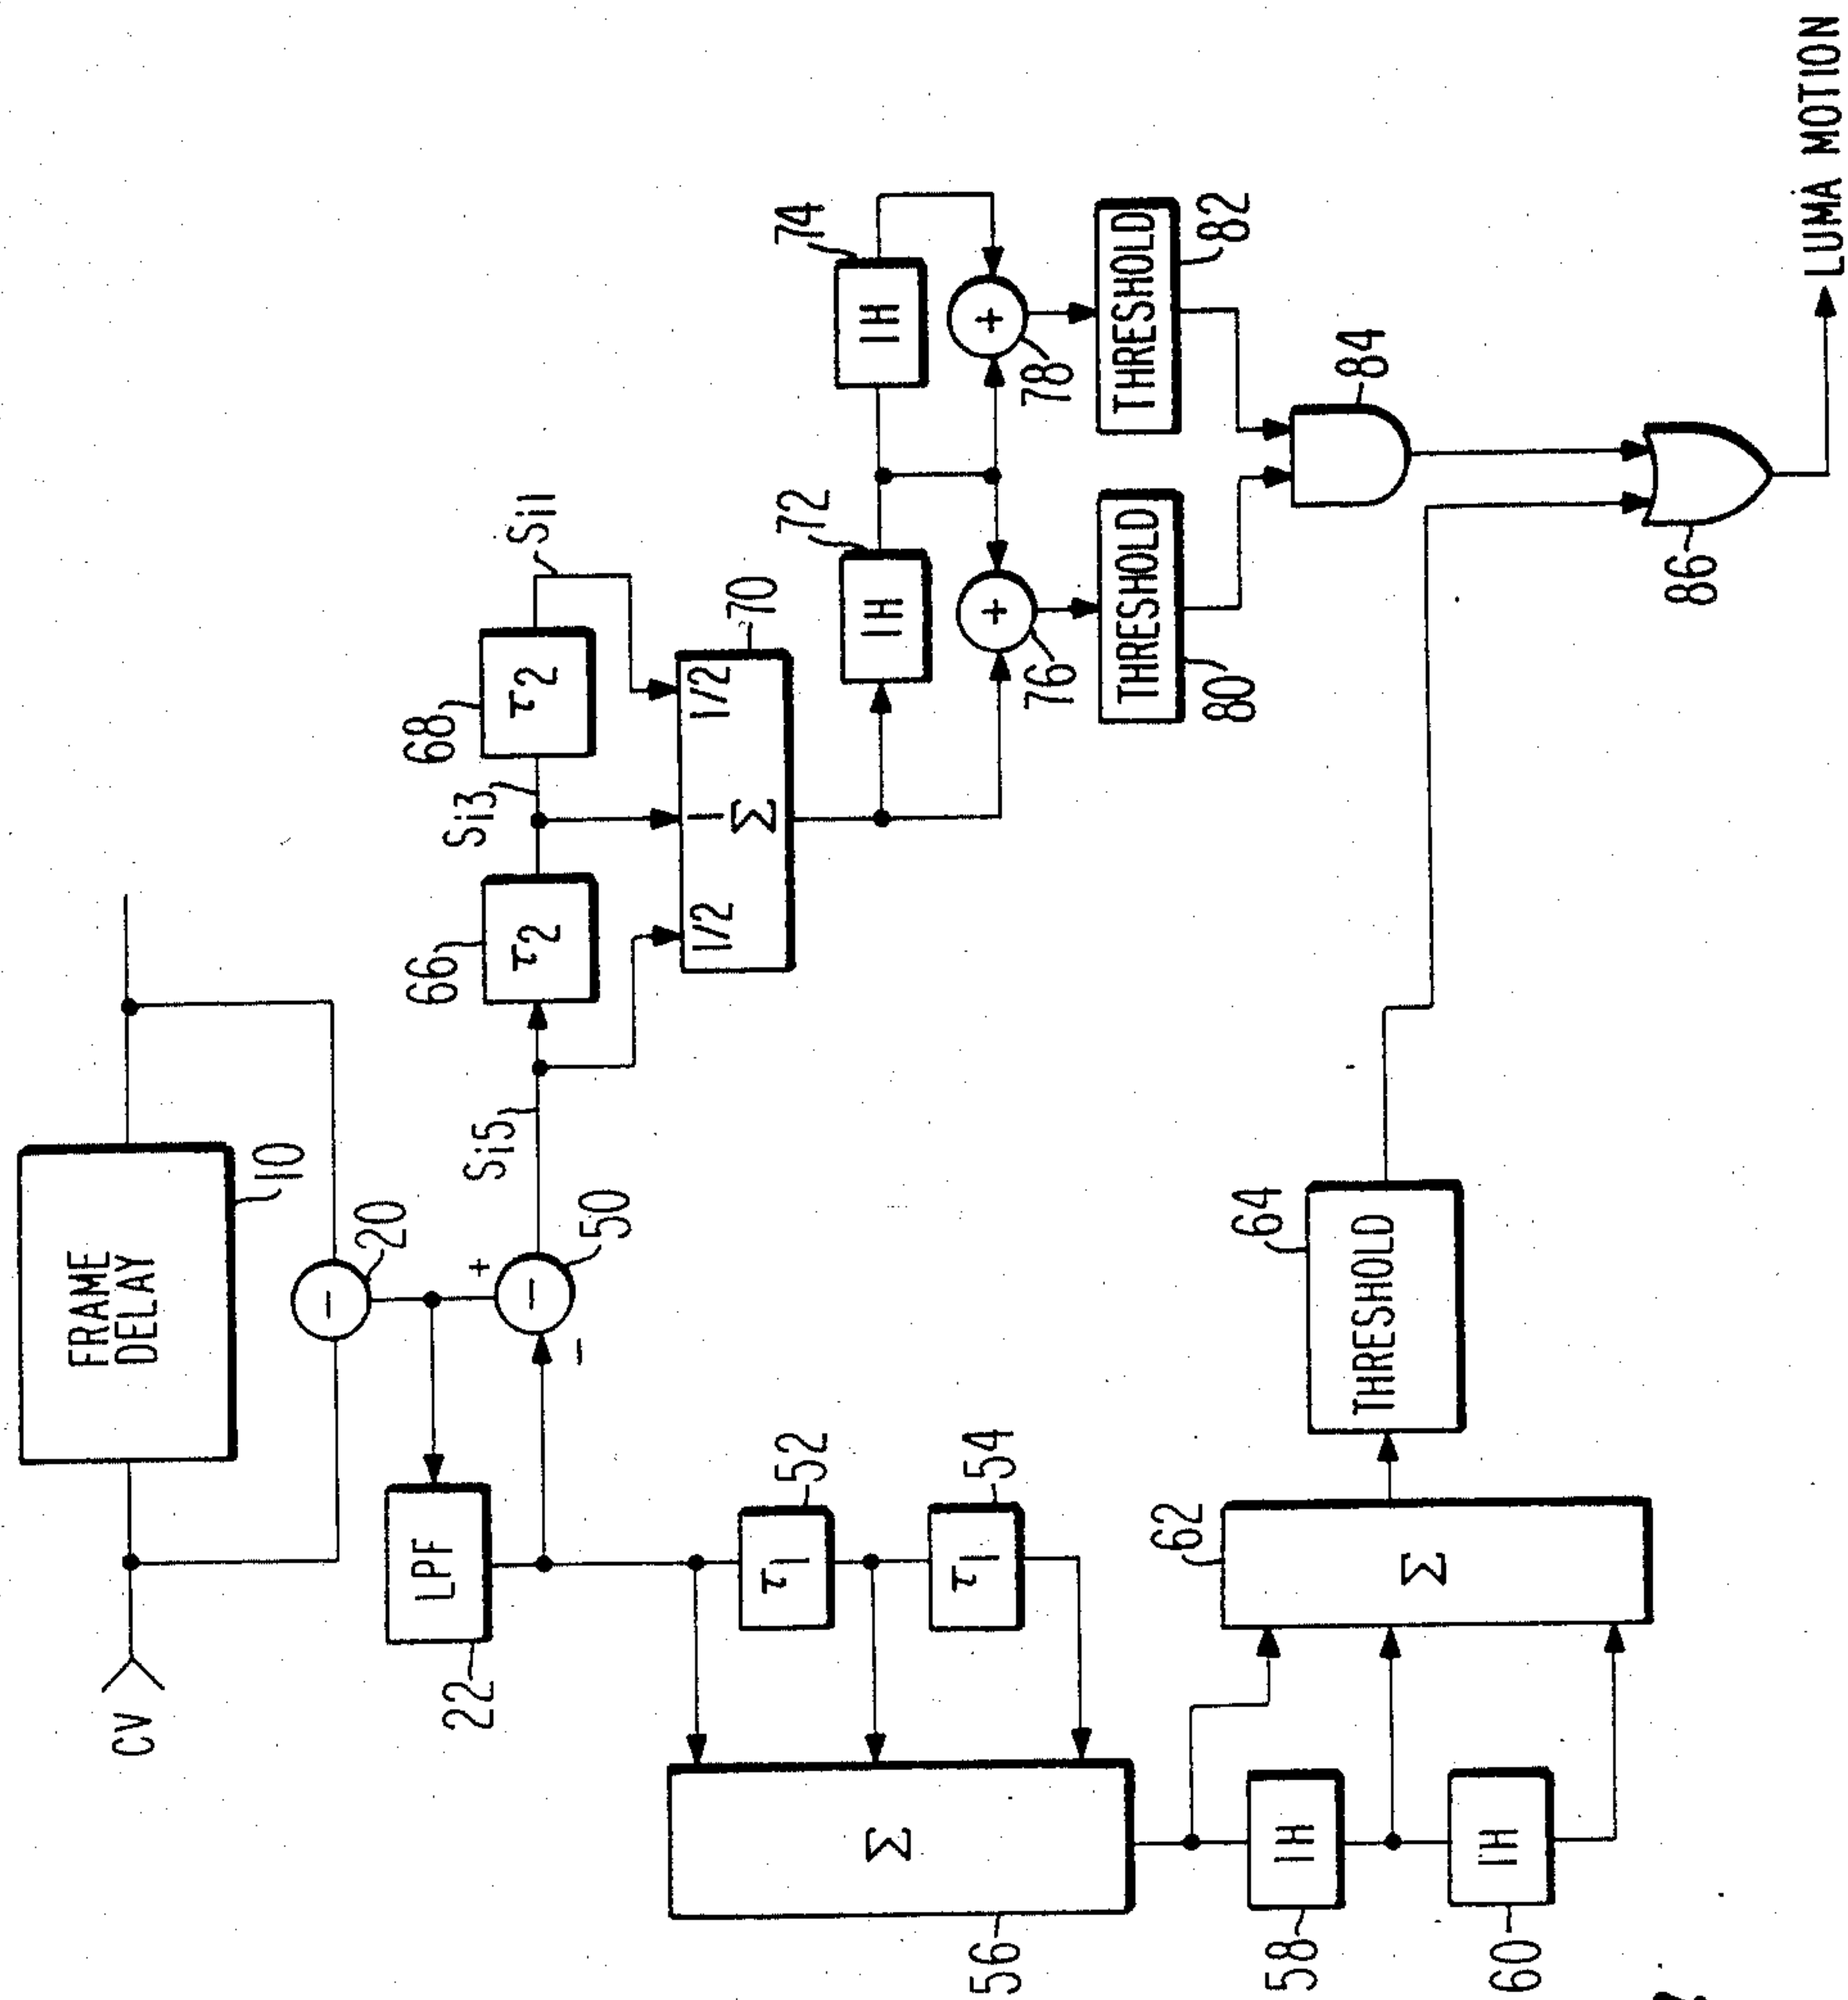 CV
FRAME
DELAY
10
20
LPF
22
+
−
−
−
50
Si5
66
τ2
Si3
68
τ2
Si1
1/2
1
1/2
Σ
70
72
1H
74
1H
+
76
+
78
THRESHOLD
80
THRESHOLD
82
84
86
LUMA MOTION
τ1
52
τ1
54
Σ
56
1H
58
1H
60
62
Σ
64
THRESHOLD